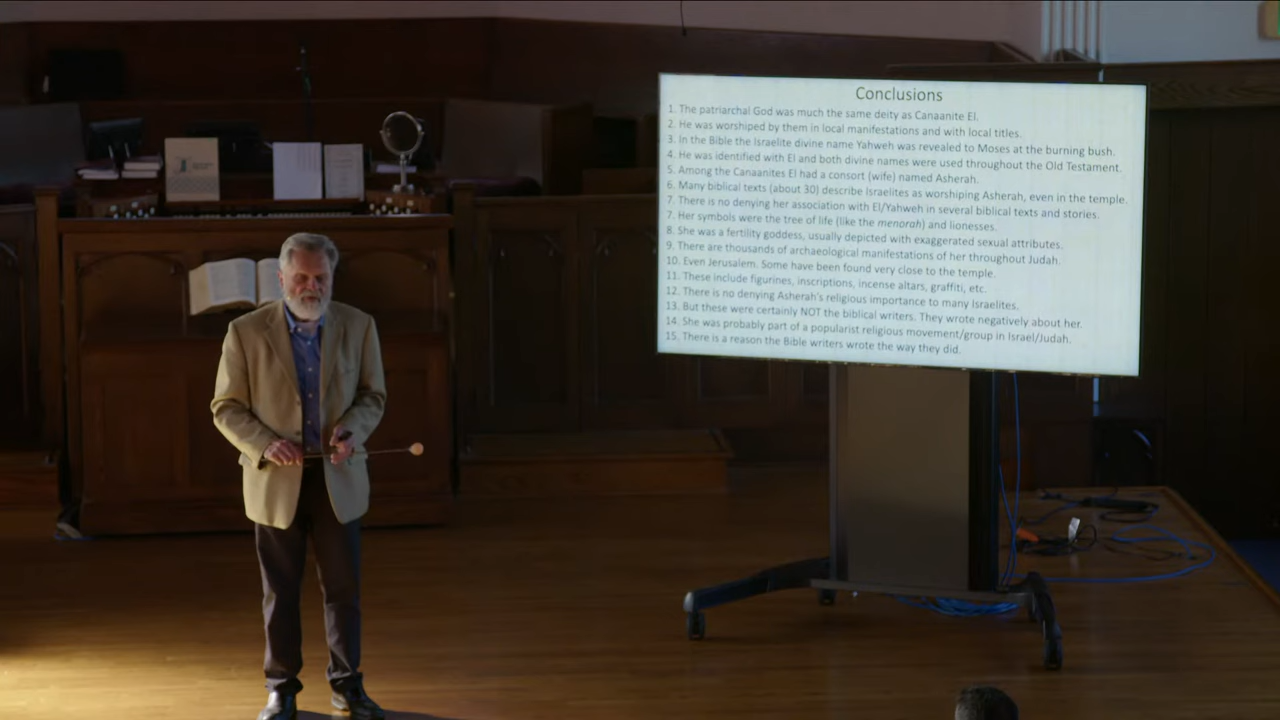 Conclusions
1. The patriarchal God was much the same deity as Canaanite El.
2. He was worshiped by them in local manifestations and with local titles.
3. In the Bible the Israelite divine name Yahweh was revealed to Moses at the burning bush.
4. He was identified with El and both divine names were used throughout the Old Testament.
5. Among the Canaanites El had a consort (wife) named Asherah.
6. Many biblical texts (about 30) describe Israelites as worshiping Asherah, even in the temple.
7. There is no denying her association with El/Yahweh in several biblical texts and stories.
7. Her symbols were the tree of life (like the menorah) and lionesses.
8. She was a fertility goddess, usually depicted with exaggerated sexual attributes.
9. There are thousands of archaeological manifestations of her throughout Judah.
10. Even Jerusalem. Some have been found very close to the temple.
11. These include figurines, inscriptions, incense altars, graffiti, etc.
12. There is no denying Asherah's religious importance to many Israelites.
13. But these were certainly NOT the biblical writers. They wrote negatively about her.
14. She was probably part of a popularist religious movement/group in Israel/Judah.
15. There is a reason the Bible writers wrote the way they did.